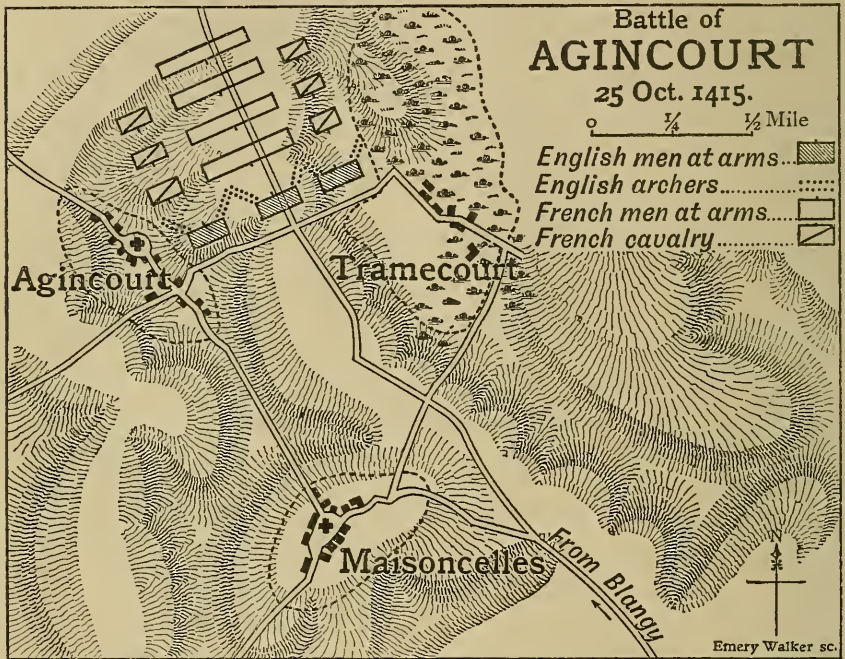 Battle of
AGINCOURT
25 Oct. 1415.
0 ¼ ½ Mile
English men at arms...
English archers...........
French men at arms....
French cavalry............
Agincourt
Tramecourt
Maisoncelles
From Blangy
N
Emery Walker sc.